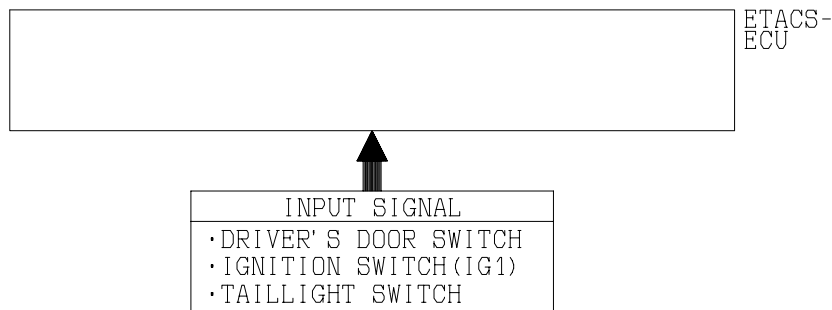 ETACS-
ECU
INPUT SIGNAL
·DRIVER'S DOOR SWITCH
·IGNITION SWITCH(IG1)
·TAILLIGHT SWITCH